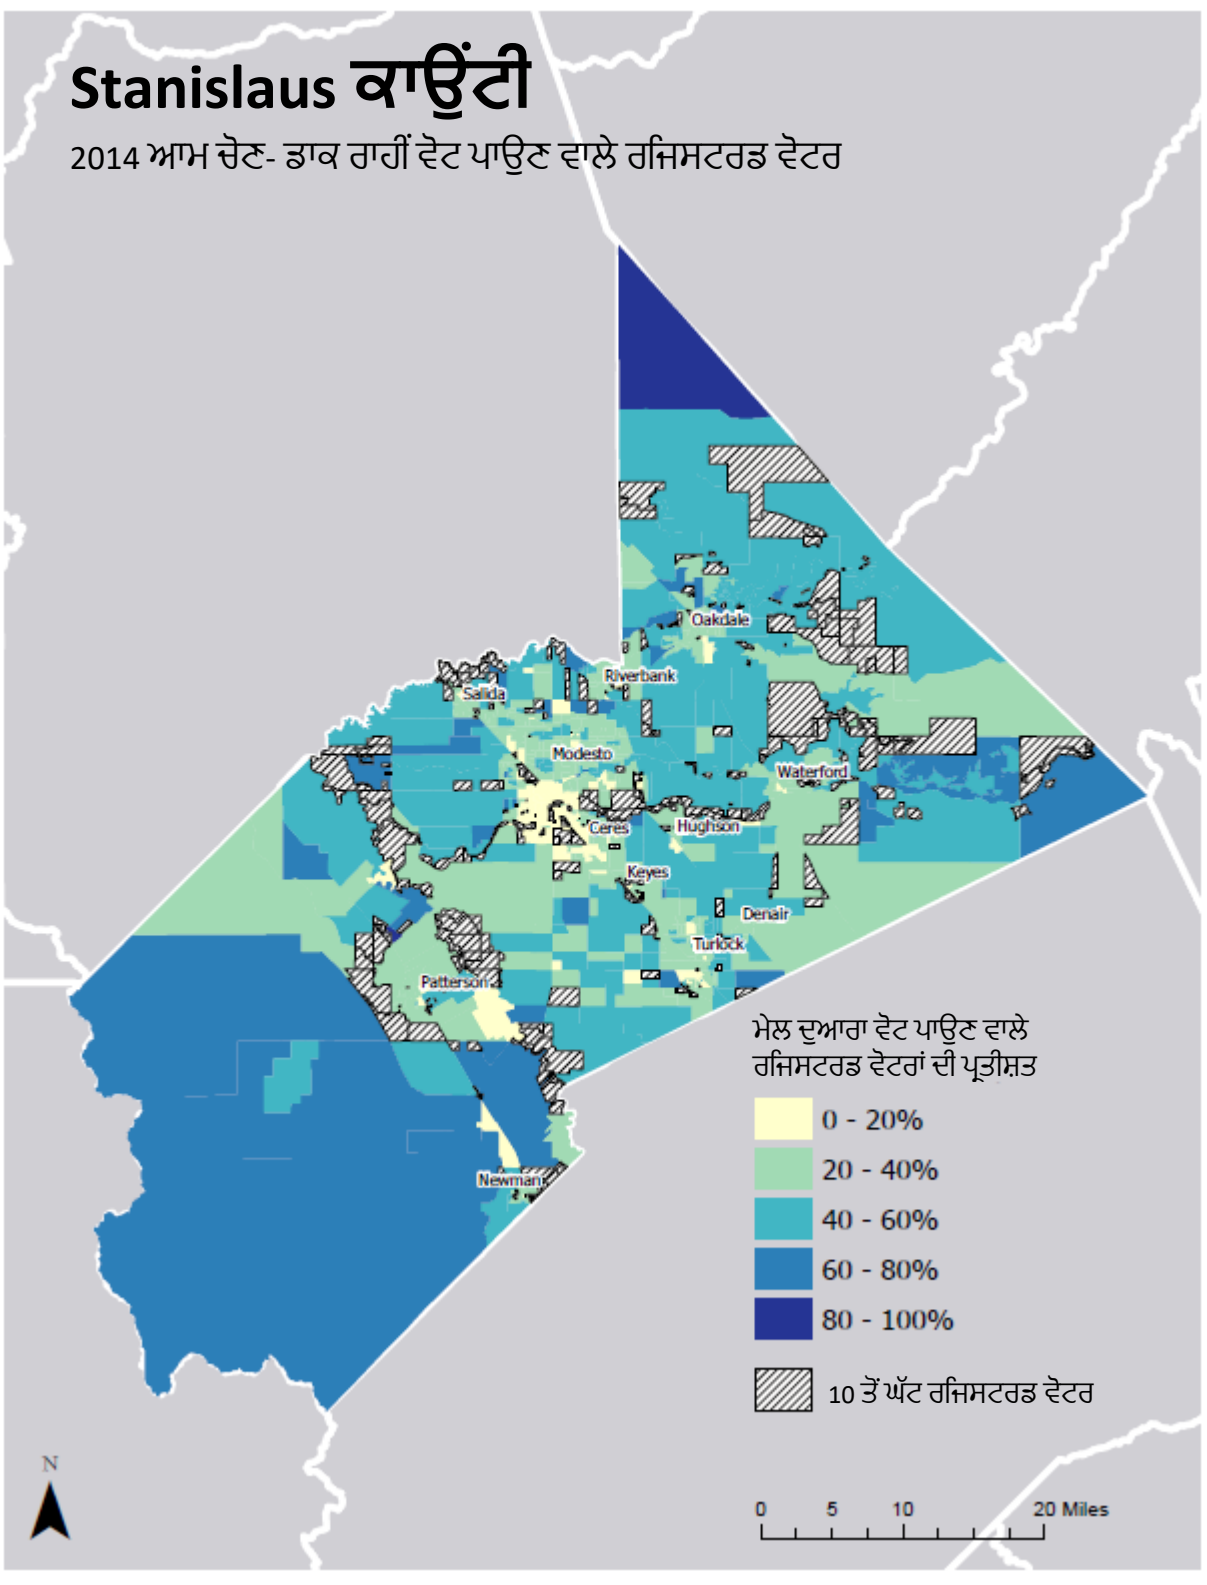 Stanislaus ਕਾਉਂਟੀ
2014 ਆਮ ਚੋਣ- ਡਾਕ ਰਾਹੀਂ ਵੋਟ ਪਾਉਣ ਵਾਲੇ ਰਜਿਸਟਰਡ ਵੋਟਰ
Oakdale
Riverbank
Salida
Modesto
Waterford
Ceres
Hughson
Keyes
Denair
Turlock
Patterson
Newman
ਮੇਲ ਦੁਆਰਾ ਵੋਟ ਪਾਉਣ ਵਾਲੇ
ਰਜਿਸਟਰਡ ਵੋਟਰਾਂ ਦੀ ਪ੍ਰਤੀਸ਼ਤ
0 - 20%
20 - 40%
40 - 60%
60 - 80%
80 - 100%
10 ਤੋਂ ਘੱਟ ਰਜਿਸਟਰਡ ਵੋਟਰ
N
0 5 10 20 Miles